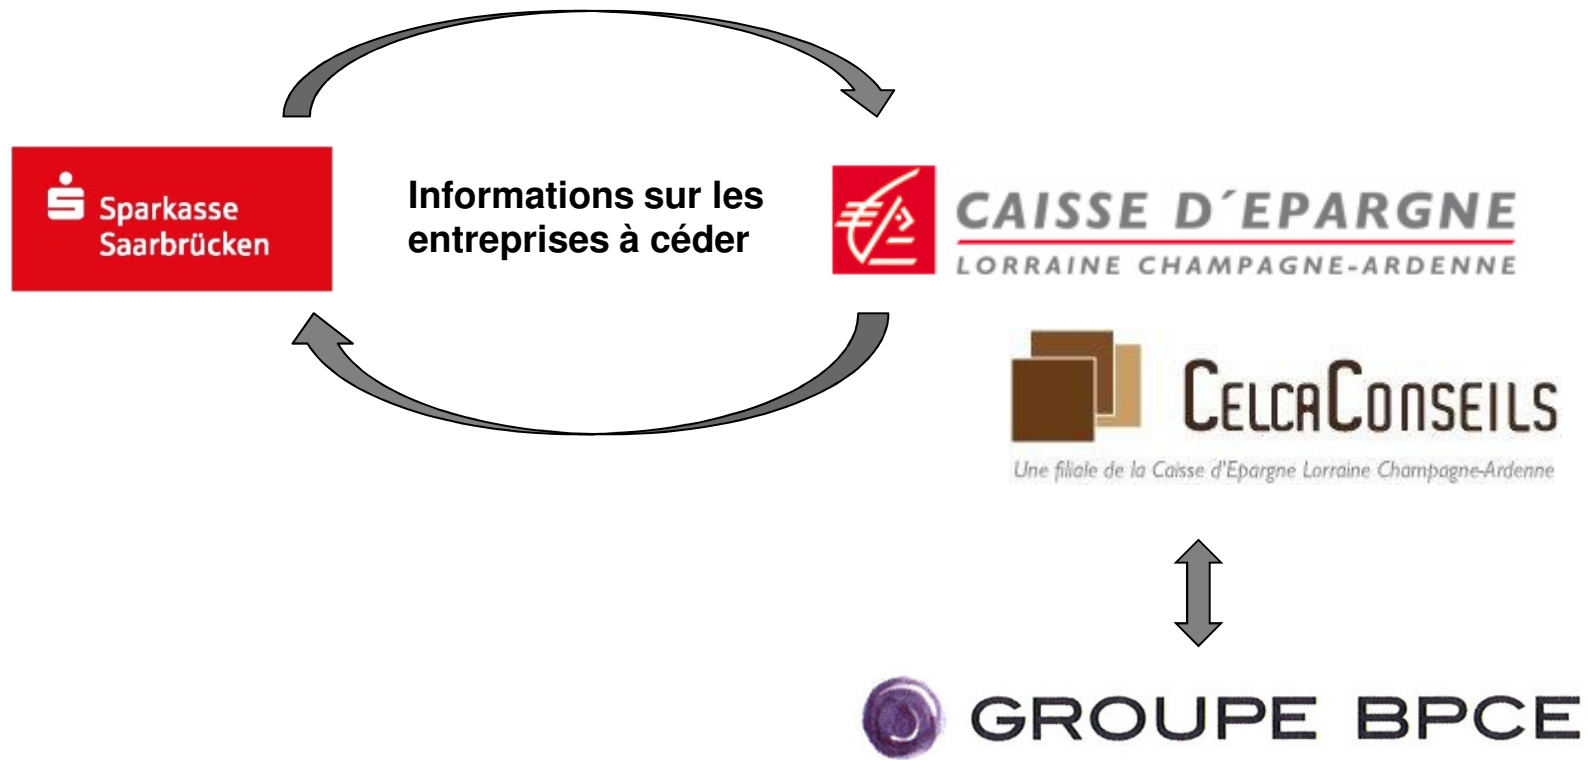 Sparkasse
Saarbrücken
Informations sur les
entreprises à céder
CAISSE D´EPARGNE
LORRAINE CHAMPAGNE-ARDENNE
CELCACONSEILS
Une filiale de la Caisse d'Epargne Lorraine Champagne-Ardenne
GROUPE BPCE